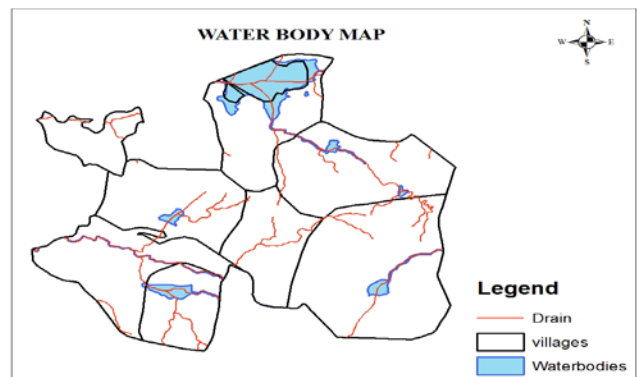 WATER BODY MAP
N
W E
S
Legend
Drain
villages
Waterbodies